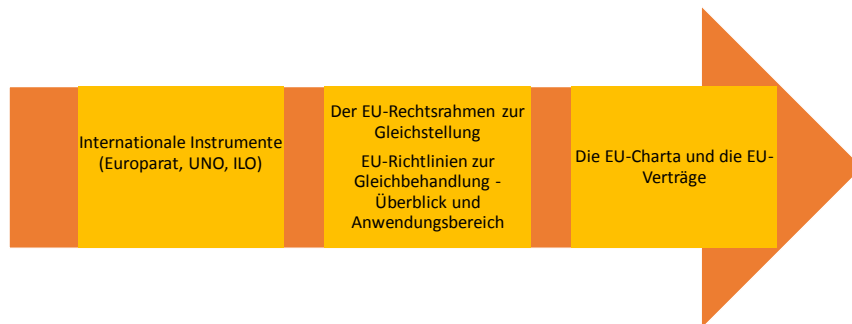 Internationale Instrumente
(Europarat, UNO, ILO)
Der EU-Rechtsrahmen zur
Gleichstellung
EU-Richtlinien zur
Gleichbehandlung -
Überblick und
Anwendungsbereich
Die EU-Charta und die EU-
Verträge